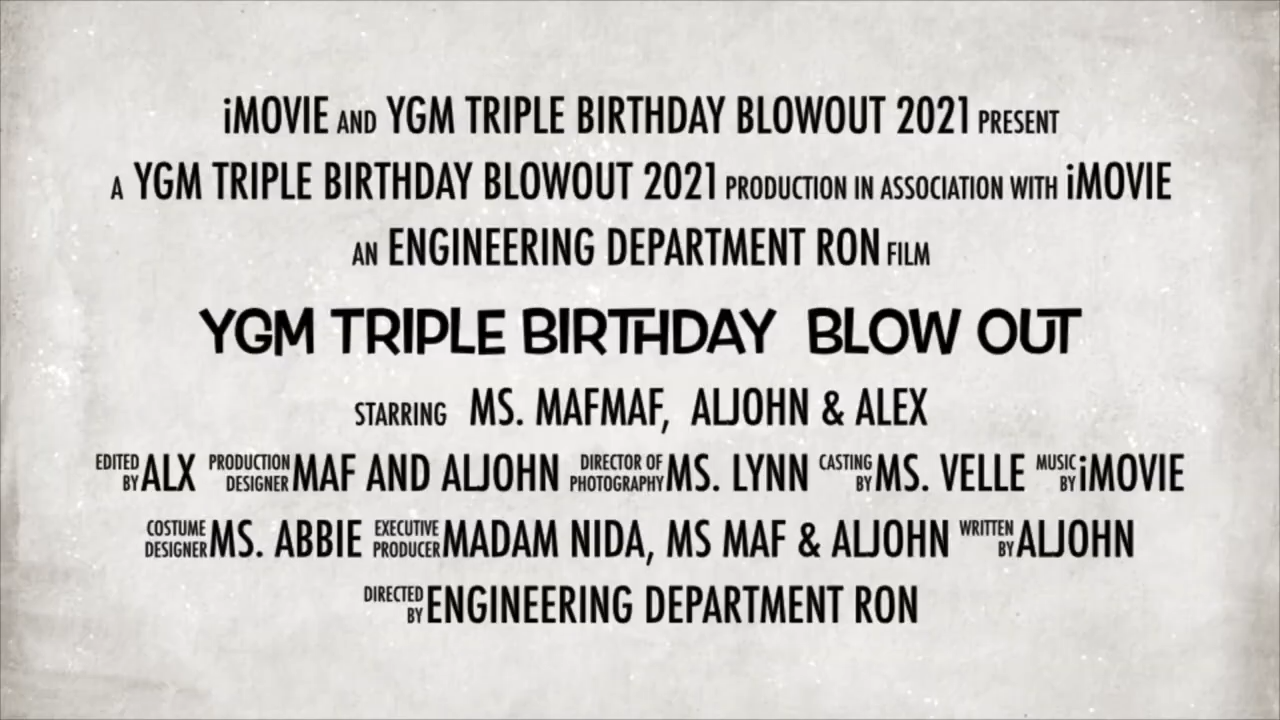 iMOVIE AND YGM TRIPLE BIRTHDAY BLOWOUT 2021 PRESENT
A YGM TRIPLE BIRTHDAY BLOWOUT 2021 PRODUCTION IN ASSOCIATION WITH iMOVIE
AN ENGINEERING DEPARTMENT RON FILM
YGM TRIPLE BIRTHDAY BLOW OUT
STARRING MS. MAFMAF, ALJOHN & ALEX
EDITED BY ALX PRODUCTION DESIGNER MAF AND ALJOHN DIRECTOR OF PHOTOGRAPHY MS. LYNN CASTING BY MS. VELLE MUSIC BY iMOVIE
COSTUME DESIGNER MS. ABBIE EXECUTIVE PRODUCER MADAM NIDA, MS MAF & ALJOHN WRITTEN BY ALJOHN
DIRECTED BY ENGINEERING DEPARTMENT RON